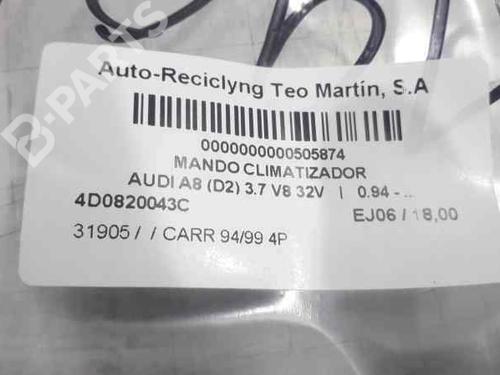 B-PARTS
Auto-Reciclyng Teo Martín, S.A
0000000000505874
MANDO CLIMATIZADOR
AUDI A8 (D2) 3.7 V8 32V | 0.94 - ...
4D0820043C EJ06 / 18,00
31905 / / CARR 94/99 4P